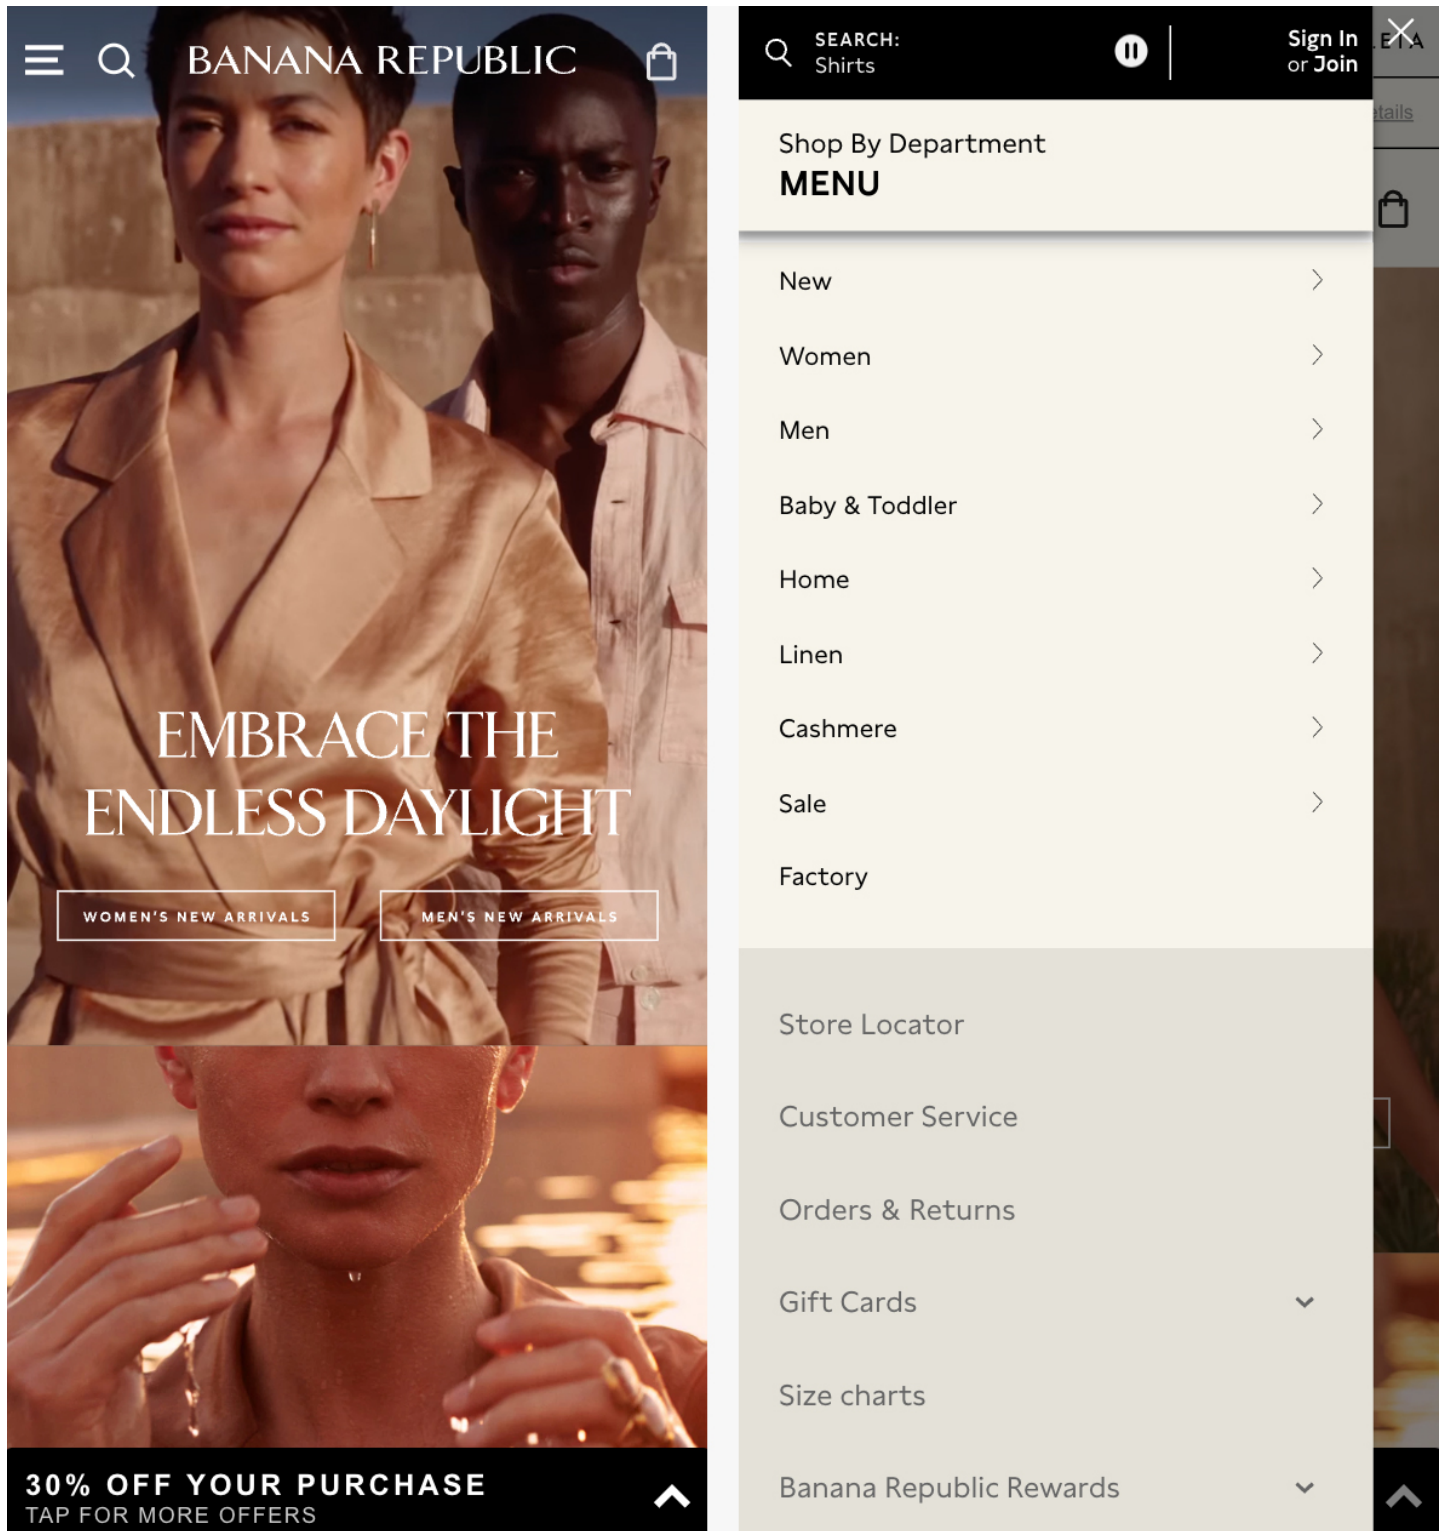 BANANA REPUBLIC
EMBRACE THE
ENDLESS DAYLIGHT
WOMEN'S NEW ARRIVALS
MEN'S NEW ARRIVALS
30% OFF YOUR PURCHASE
TAP FOR MORE OFFERS
SEARCH:
Shirts
Sign In
or Join
Shop By Department
MENU
New
Women
Men
Baby & Toddler
Home
Linen
Cashmere
Sale
Factory
Store Locator
Customer Service
Orders & Returns
Gift Cards
Size charts
Banana Republic Rewards